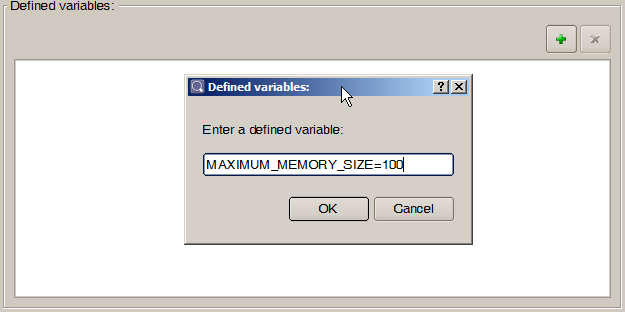 Defined variables:
Defined variables:
Enter a defined variable:
MAXIMUM_MEMORY_SIZE=100
OK
Cancel